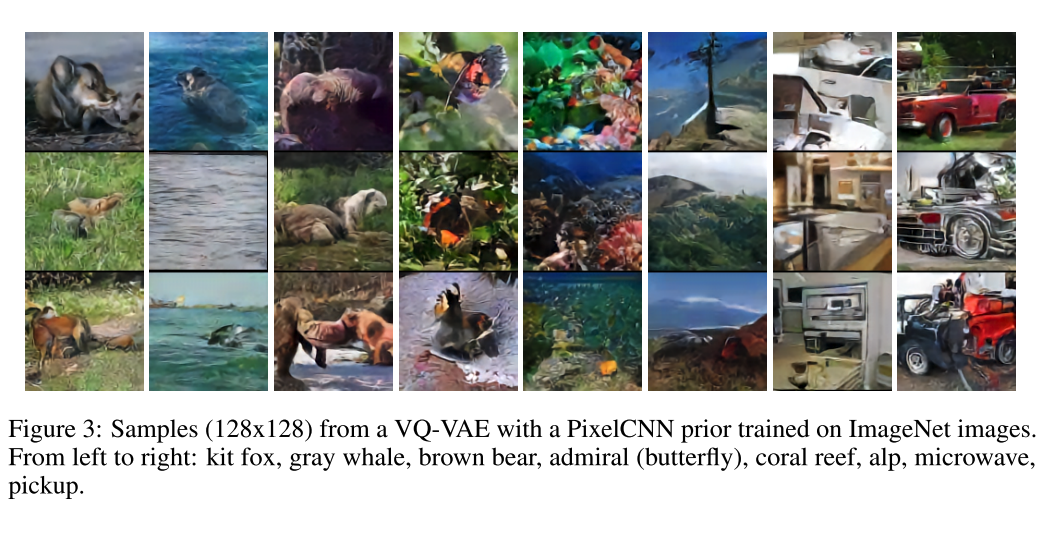 Figure 3: Samples (128x128) from a VQ-VAE with a PixelCNN prior trained on ImageNet images.
From left to right: kit fox, gray whale, brown bear, admiral (butterfly), coral reef, alp, microwave,
pickup.